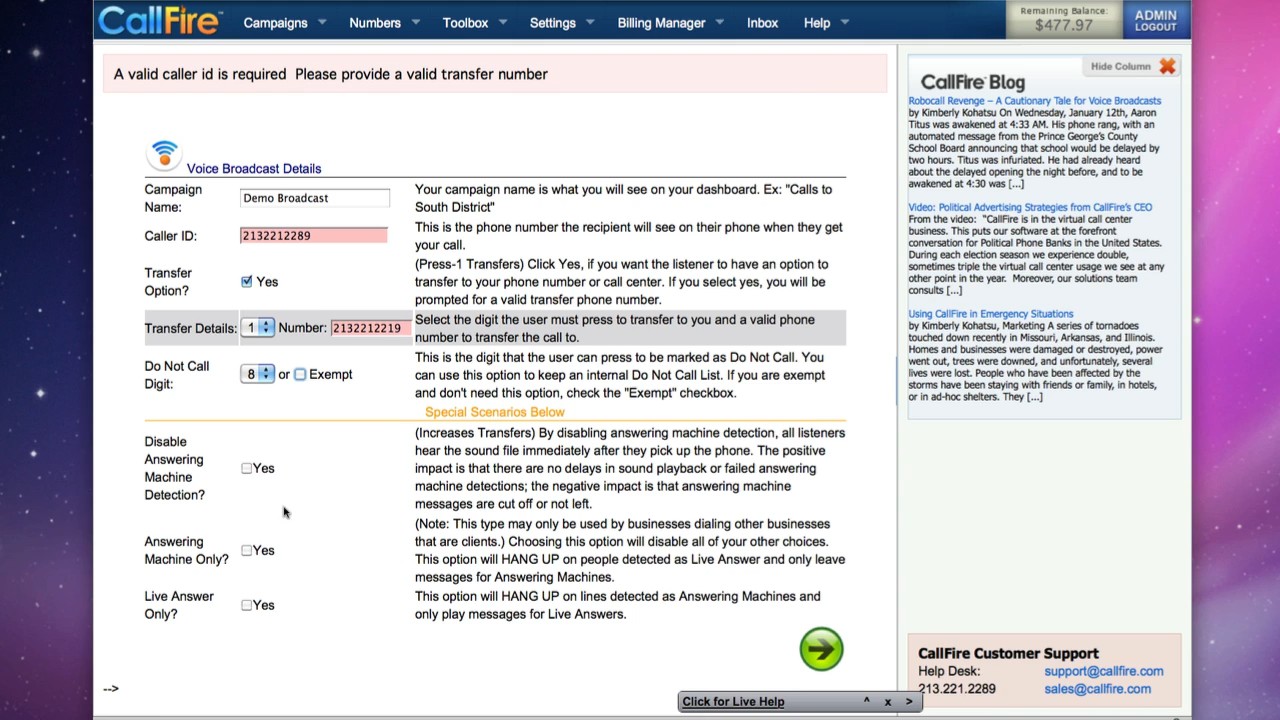 CallFire
Campaigns Numbers Toolbox Settings Billing Manager Inbox Help
Remaining Balance:
$477.97
ADMIN
LOGOUT
A valid caller id is required Please provide a valid transfer number
Voice Broadcast Details
Campaign
Name:
Demo Broadcast
Your campaign name is what you will see on your dashboard. Ex: "Calls to
South District"
Caller ID:
2132212289
This is the phone number the recipient will see on their phone when they get
your call.
Transfer
Option?
Yes
(Press-1 Transfers) Click Yes, if you want the listener to have an option to
transfer to your phone number or call center. If you select yes, you will be
prompted for a valid transfer phone number.
Transfer Details: 1 Number: 2132212219
Select the digit the user must press to transfer to you and a valid phone
number to transfer the call to.
Do Not Call
Digit:
8 or Exempt
This is the digit that the user can press to be marked as Do Not Call. You
can use this option to keep an internal Do Not Call List. If you are exempt
and don't need this option, check the "Exempt" checkbox.
Special Scenarios Below
Disable
Answering
Machine
Detection?
Yes
(Increases Transfers) By disabling answering machine detection, all listeners
hear the sound file immediately after they pick up the phone. The positive
impact is that there are no delays in sound playback or failed answering
machine detections; the negative impact is that answering machine
messages are cut off or not left.
Answering
Machine Only?
Yes
(Note: This type may only be used by businesses dialing other businesses
that are clients.) Choosing this option will disable all of your other choices.
This option will HANG UP on people detected as Live Answer and only leave
messages for Answering Machines.
Live Answer
Only?
Yes
This option will HANG UP on lines detected as Answering Machines and
only play messages for Live Answers.
-->
Hide Column
CallFire Blog
Robocall Revenge – A Cautionary Tale for Voice Broadcasts
by Kimberly Kohatsu On Wednesday, January 12th, Aaron
Titus was awakened at 4:33 AM. His phone rang, with an
automated message from the Prince George's County
School Board announcing that school would be delayed by
two hours. Titus was infuriated. He had already heard
about the delayed opening the night before, and to be
awakened at 4:30 was [...]
Video: Political Advertising Strategies from CallFire's CEO
From the video: "CallFire is in the virtual call center
business. This puts our software at the forefront
conversation for Political Phone Banks in the United States.
During each election season we experience double,
sometimes triple the virtual call center usage we see at any
other point in the year. Moreover, our solutions team
consults [...]
Using CallFire in Emergency Situations
by Kimberly Kohatsu, Marketing A series of tornadoes
touched down recently in Missouri, Arkansas, and Illinois.
Homes and businesses were damaged or destroyed, power
went out, trees were downed, and unfortunately, several
lives were lost. People who have been affected by the
storms have been staying with friends or family, in hotels,
or in ad-hoc shelters. They [...]
CallFire Customer Support
Help Desk: support@callfire.com
213.221.2289 sales@callfire.com
Click for Live Help ^ x >